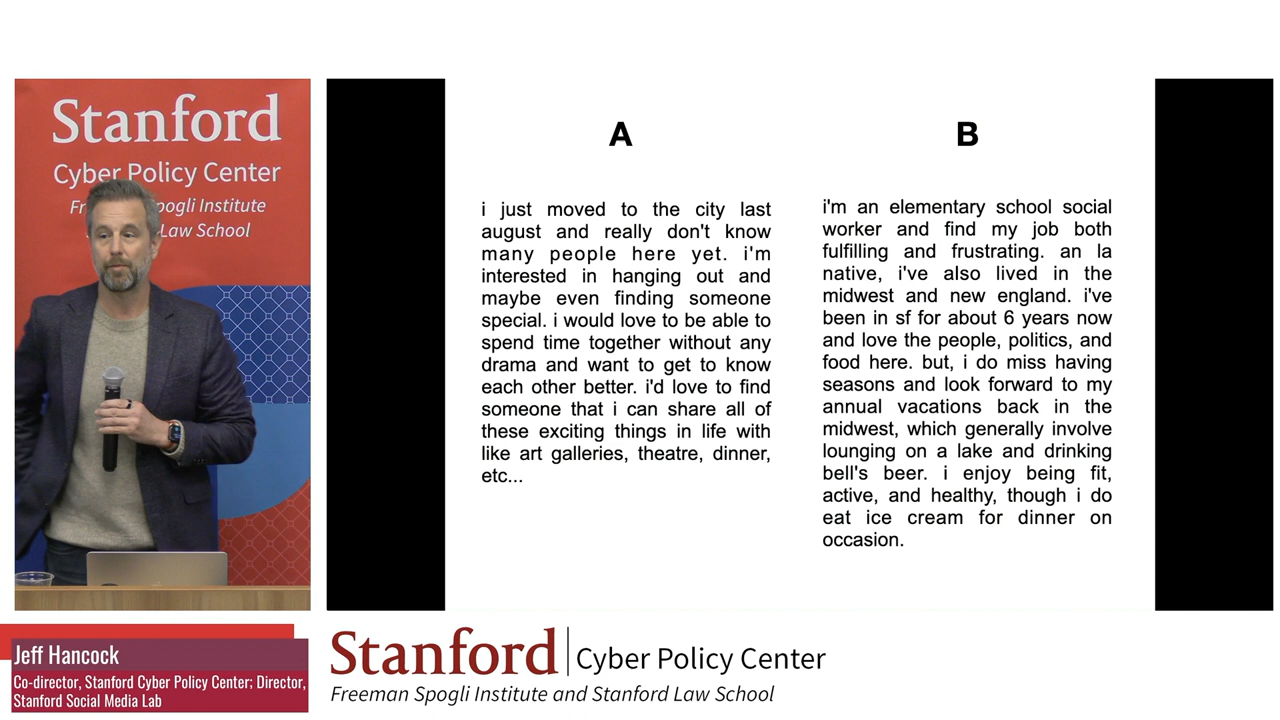 Stanford
Cyber Policy Center
Fr pogli Institute
Law School
A
i just moved to the city last
august and really don't know
many people here yet. i'm
interested in hanging out and
maybe even finding someone
special. i would love to be able to
spend time together without any
drama and want to get to know
each other better. i'd love to find
someone that i can share all of
these exciting things in life with
like art galleries, theatre, dinner,
etc...
B
i'm an elementary school social
worker and find my job both
fulfilling and frustrating. an la
native, i've also lived in the
midwest and new england. i've
been in sf for about 6 years now
and love the people, politics, and
food here. but, i do miss having
seasons and look forward to my
annual vacations back in the
midwest, which generally involve
lounging on a lake and drinking
bell's beer. i enjoy being fit,
active, and healthy, though i do
eat ice cream for dinner on
occasion.
Jeff Hancock
Co-director, Stanford Cyber Policy Center; Director,
Stanford Social Media Lab
Stanford | Cyber Policy Center
Freeman Spogli Institute and Stanford Law School